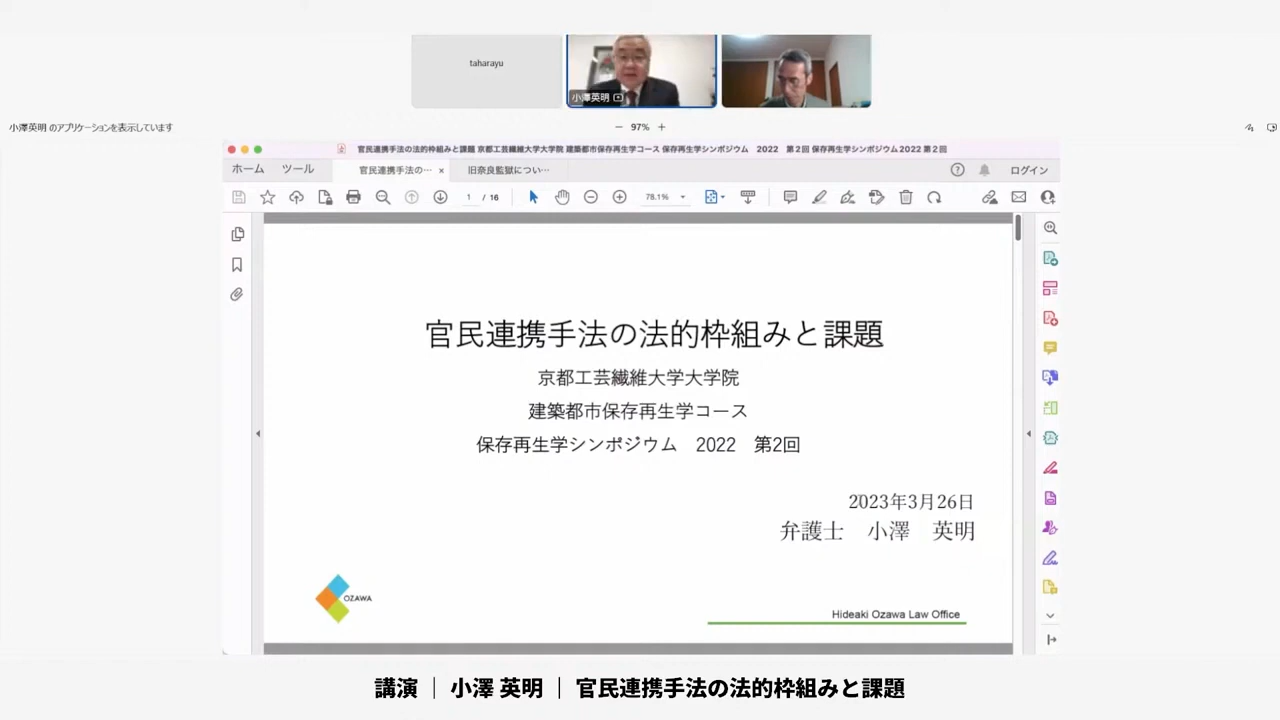 taharayu
小澤英明
小澤英明 のアプリケーションを表示しています
97%
官民連携手法の法的枠組みと課題 京都工芸繊維大学大学院 建築都市保存再生学コース 保存再生学シンポジウム 2022 第2回 保存再生学シンポジウム2022 第2回
ホーム ツール 官民連携手法の… × 旧奈良監獄につい… ログイン
1 / 16 78.1%
官民連携手法の法的枠組みと課題
京都工芸繊維大学大学院
建築都市保存再生学コース
保存再生学シンポジウム 2022 第2回
2023年3月26日
弁護士 小澤 英明
OZAWA
Hideaki Ozawa Law Office
講演 ｜ 小澤 英明 ｜ 官民連携手法の法的枠組みと課題